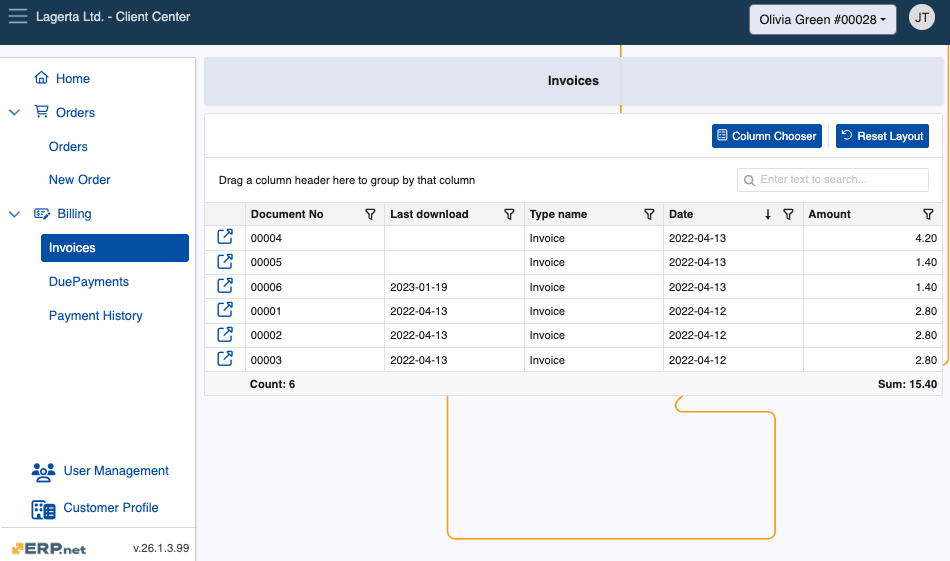 Lagerta Ltd. - Client Center
Olivia Green #00028
JT
Home
Orders
Orders
New Order
Billing
Invoices
DuePayments
Payment History
User Management
Customer Profile
ERP.net
v.26.1.3.99
Invoices
Column Chooser
Reset Layout
Drag a column header here to group by that column
Enter text to search...
Document No Last download Type name Date Amount
00004 Invoice 2022-04-13 4.20
00005 Invoice 2022-04-13 1.40
00006 2023-01-19 Invoice 2022-04-13 1.40
00001 2022-04-13 Invoice 2022-04-12 2.80
00002 2022-04-13 Invoice 2022-04-12 2.80
00003 2022-04-13 Invoice 2022-04-12 2.80
Count: 6 Sum: 15.40